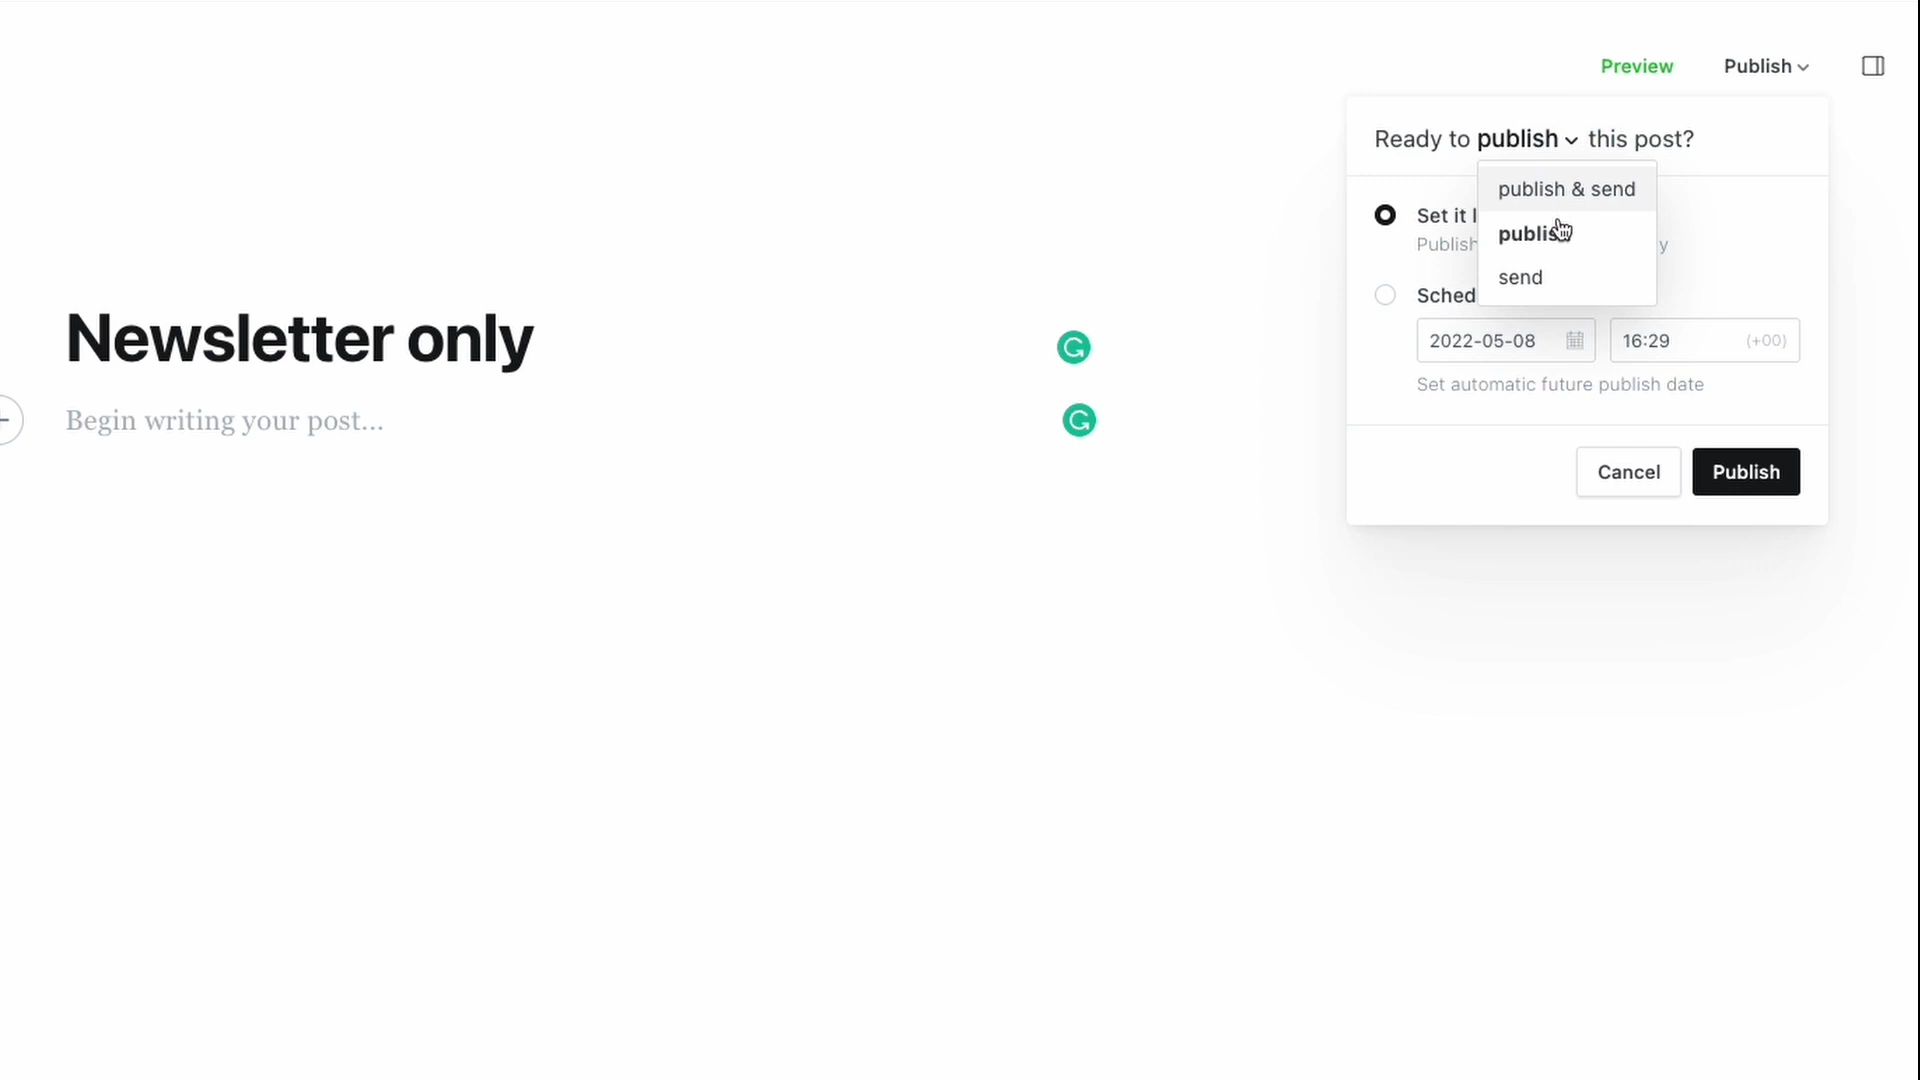 Preview
Publish
Ready to publish this post?
publish & send
publish
send
Set it
Publish
y
Sched
2022-05-08
16:29
(+00)
Set automatic future publish date
Cancel
Publish
Newsletter only
Begin writing your post...